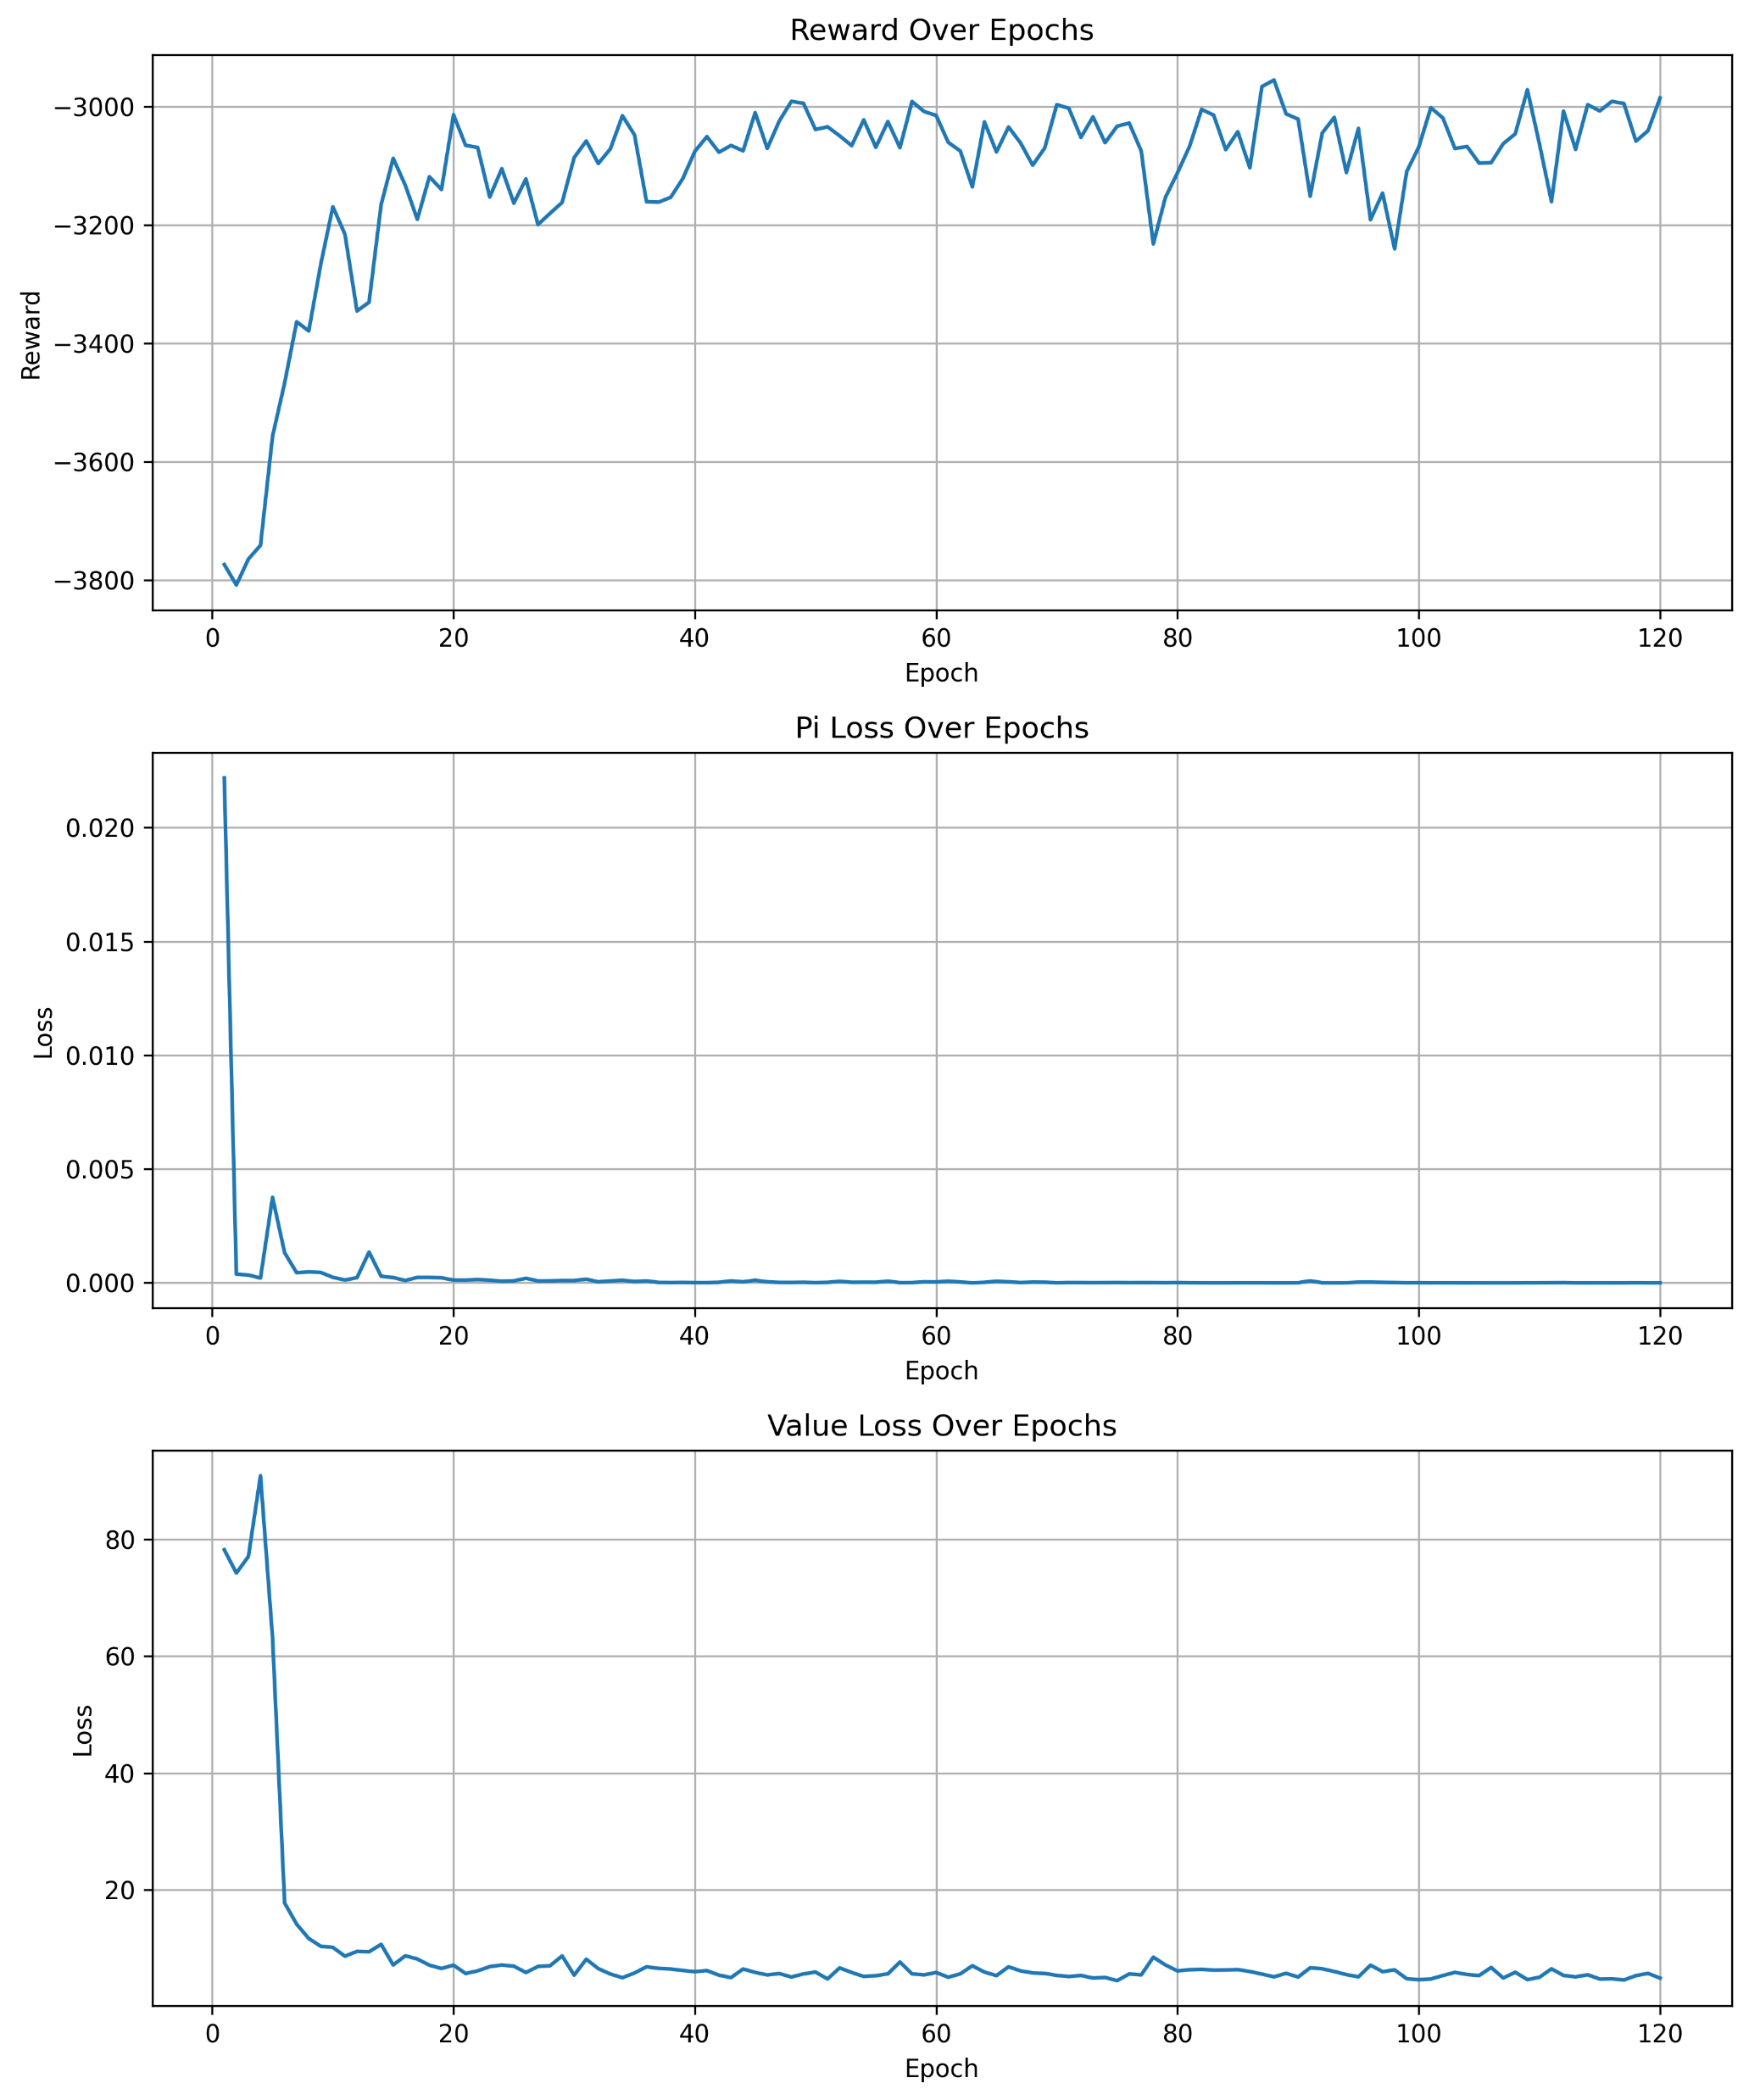 Reward Over Epochs
−3000
−3200
−3400
−3600
−3800
Reward
0 20 40 60 80 100 120
Epoch
Pi Loss Over Epochs
0.020
0.015
0.010
0.005
0.000
Loss
0 20 40 60 80 100 120
Epoch
Value Loss Over Epochs
80
60
40
20
Loss
0 20 40 60 80 100 120
Epoch